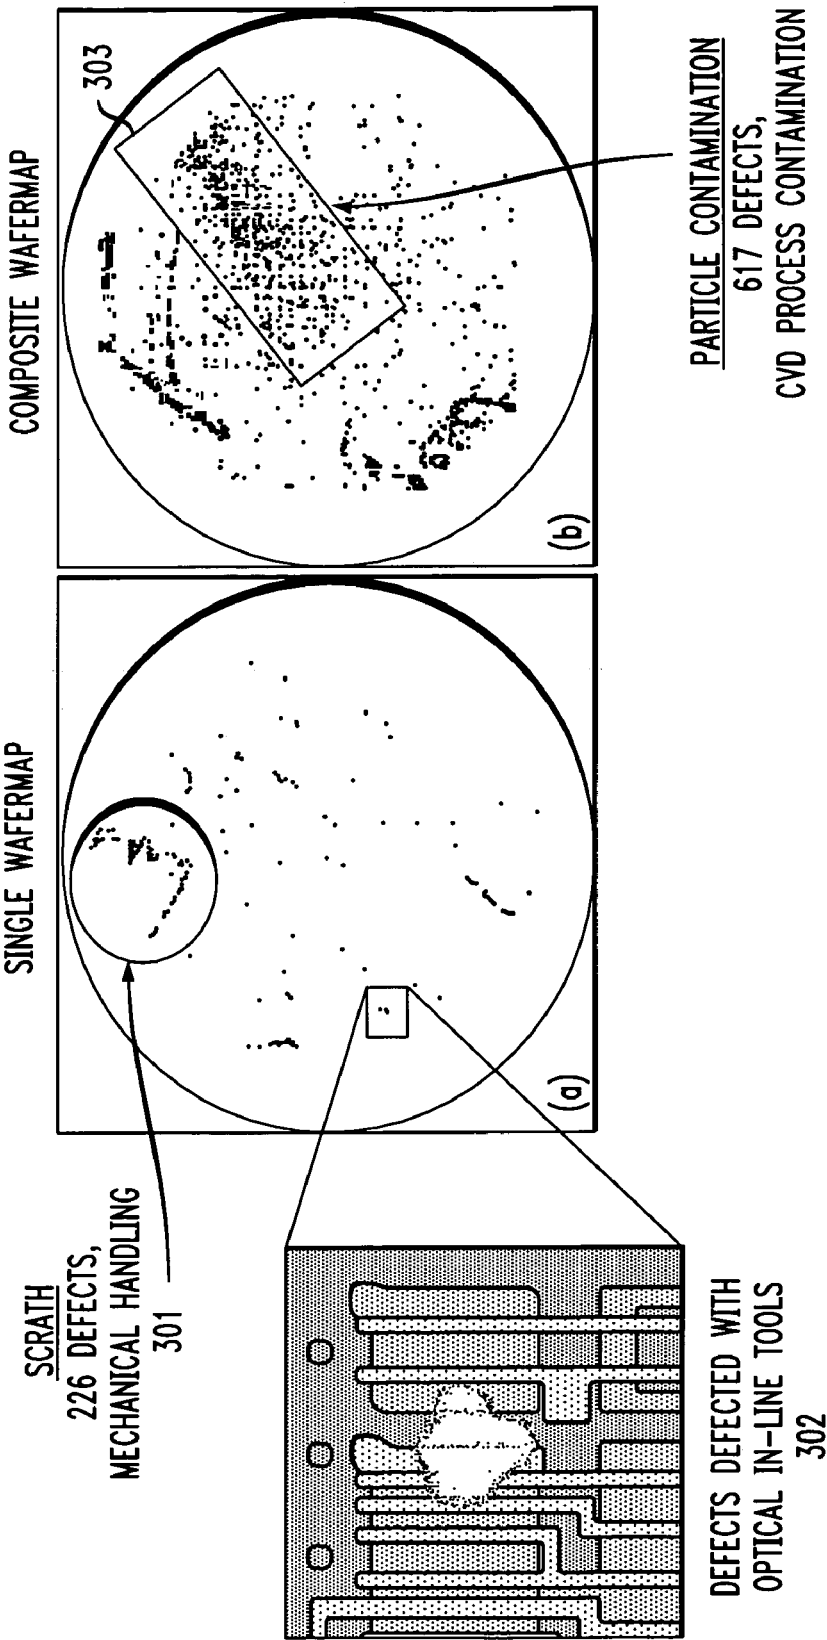 SINGLE WAFERMAP
COMPOSITE WAFERMAP
SCRATH
226 DEFECTS,
MECHANICAL HANDLING
301
303
(a)
(b)
DEFECTS DEFECTED WITH
OPTICAL IN-LINE TOOLS
302
PARTICLE CONTAMINATION
617 DEFECTS,
CVD PROCESS CONTAMINATION